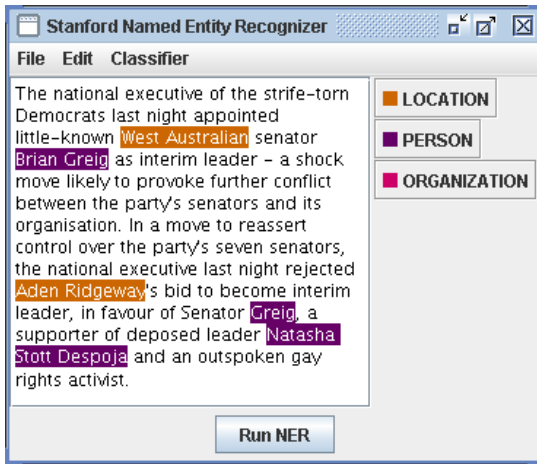 Stanford Named Entity Recognizer
File Edit Classifier
The national executive of the strife-torn
Democrats last night appointed
little-known West Australian senator
Brian Greig as interim leader - a shock
move likely to provoke further conflict
between the party's senators and its
organisation. In a move to reassert
control over the party's seven senators,
the national executive last night rejected
Aden Ridgeway's bid to become interim
leader, in favour of Senator Greig, a
supporter of deposed leader Natasha
Stott Despoja and an outspoken gay
rights activist.
LOCATION
PERSON
ORGANIZATION
Run NER